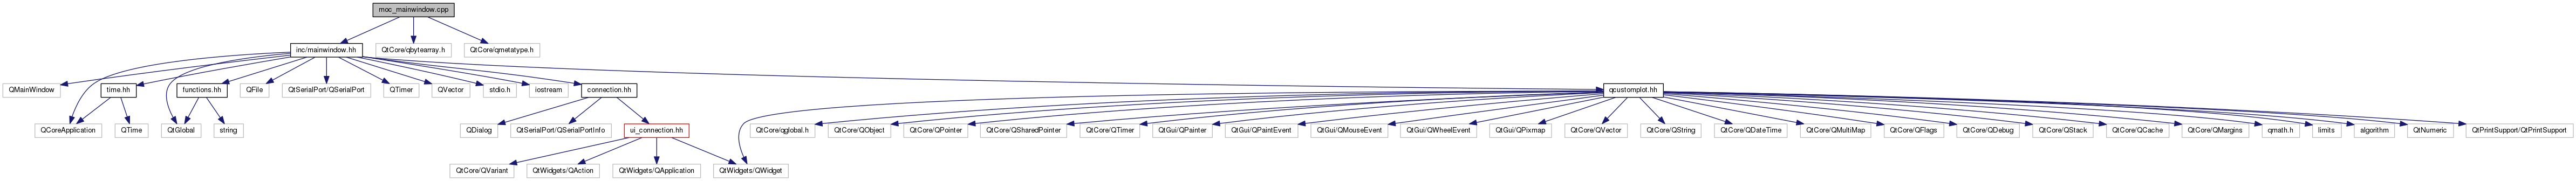 moc_mainwindow.cpp
inc/mainwindow.hh
QtCore/qbytearray.h
QtCore/qmetatype.h
QMainWindow
time.hh
functions.hh
QFile
QtSerialPort/QSerialPort
QTimer
QVector
stdio.h
iostream
connection.hh
qcustomplot.hh
QCoreApplication
QTime
QtGlobal
string
QDialog
QtSerialPort/QSerialPortInfo
ui_connection.hh
QtCore/qglobal.h
QtCore/QObject
QtCore/QPointer
QtCore/QSharedPointer
QtCore/QTimer
QtGui/QPainter
QtGui/QPaintEvent
QtGui/QMouseEvent
QtGui/QWheelEvent
QtGui/QPixmap
QtCore/QVector
QtCore/QString
QtCore/QDateTime
QtCore/QMultiMap
QtCore/QFlags
QtCore/QDebug
QtCore/QStack
QtCore/QCache
QtCore/QMargins
qmath.h
limits
algorithm
QtNumeric
QtPrintSupport/QtPrintSupport
QtCore/QVariant
QtWidgets/QAction
QtWidgets/QApplication
QtWidgets/QWidget